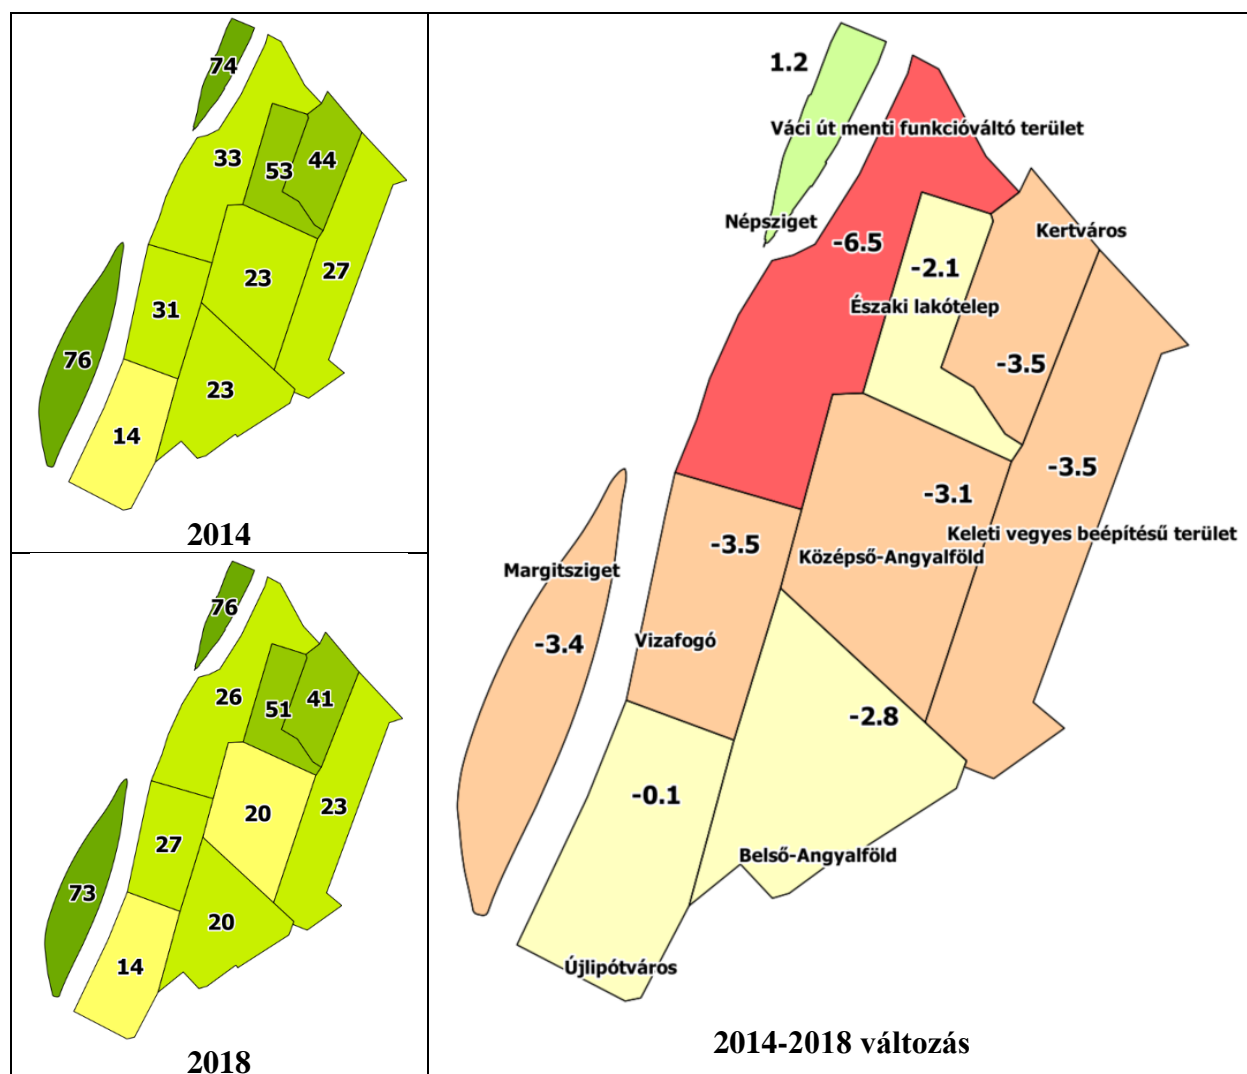 74
33
53
44
23
27
31
76
23
14
2014
76
26
51
41
20
23
27
73
20
14
2018
1.2
Váci út menti funkcióváltó terület
Népsziget
-6.5
Kertváros
-2.1
Északi lakótelep
-3.5
-3.5
-3.1
Keleti vegyes beépítésű terület
-3.5
Középső-Angyalföld
Margitsziget
-3.4
Vizafogó
-2.8
-0.1
Belső-Angyalföld
Újlipótváros
2014-2018 változás